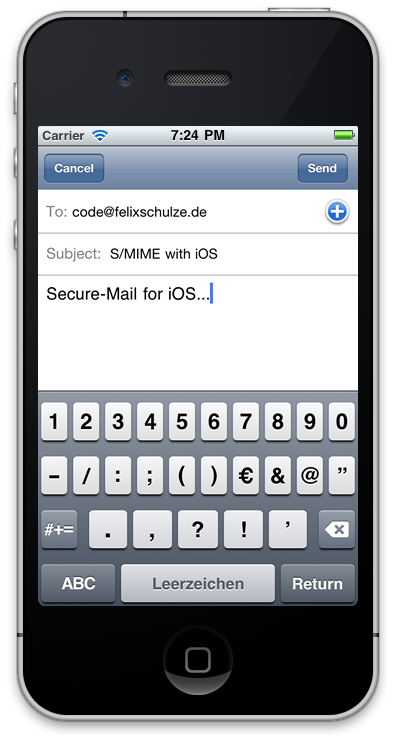 Carrier 7:24 PM
Cancel Send
To: code@felixschulze.de
Subject: S/MIME with iOS
Secure-Mail for iOS...
1 2 3 4 5 6 7 8 9 0
- / : ; ( ) € & @ ”
#+= . , ? ! ’
ABC Leerzeichen Return